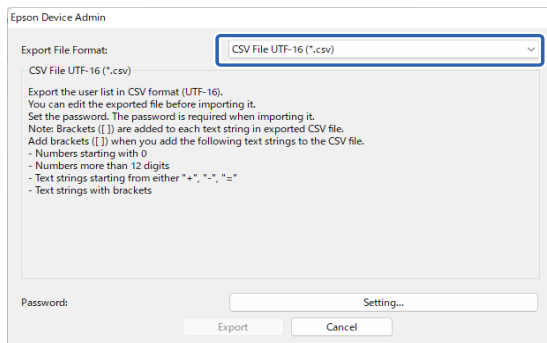 Epson Device Admin
Export File Format:
CSV File UTF-16 (*.csv)
CSV File UTF-16 (*.csv)
Export the user list in CSV format (UTF-16).
You can edit the exported file before importing it.
Set the password. The password is required when importing it.
Note: Brackets ([ ]) are added to each text string in exported CSV file.
Add brackets ([ ]) when you add the following text strings to the CSV file.
- Numbers starting with 0
- Numbers more than 12 digits
- Text strings starting from either "+", "-", "="
- Text strings with brackets
Password:
Setting...
Export
Cancel